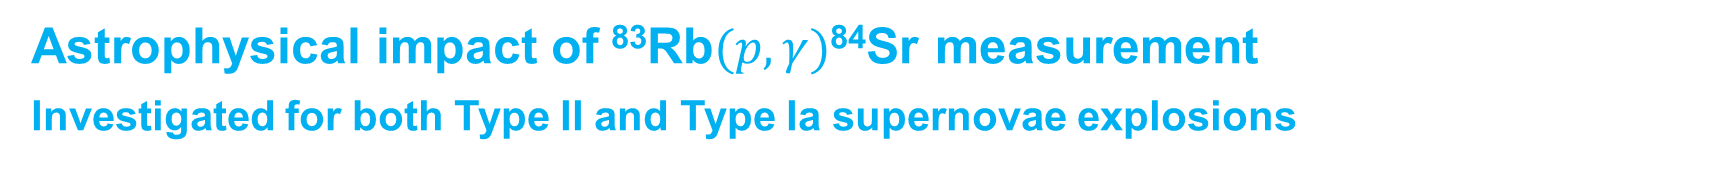 Astrophysical impact of ⁸³Rb(p, γ)⁸⁴Sr measurement
Investigated for both Type II and Type Ia supernovae explosions